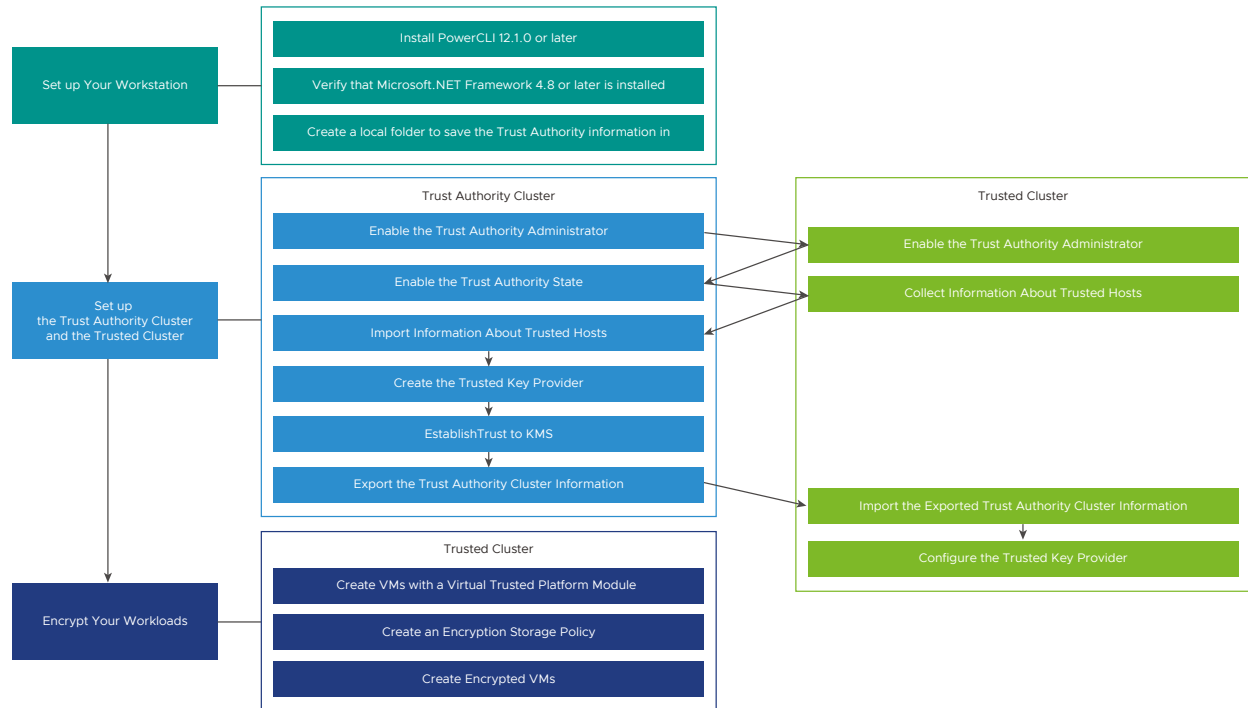 Install PowerCLI 12.1.0 or later
Set up Your Workstation
Verify that Microsoft.NET Framework 4.8 or later is installed
Create a local folder to save the Trust Authority information in
Trust Authority Cluster
Enable the Trust Authority Administrator
Enable the Trust Authority State
Set up
the Trust Authority Cluster
and the Trusted Cluster
Import Information About Trusted Hosts
Create the Trusted Key Provider
EstablishTrust to KMS
Export the Trust Authority Cluster Information
Trusted Cluster
Enable the Trust Authority Administrator
Collect Information About Trusted Hosts
Import the Exported Trust Authority Cluster Information
Configure the Trusted Key Provider
Trusted Cluster
Create VMs with a Virtual Trusted Platform Module
Encrypt Your Workloads
Create an Encryption Storage Policy
Create Encrypted VMs